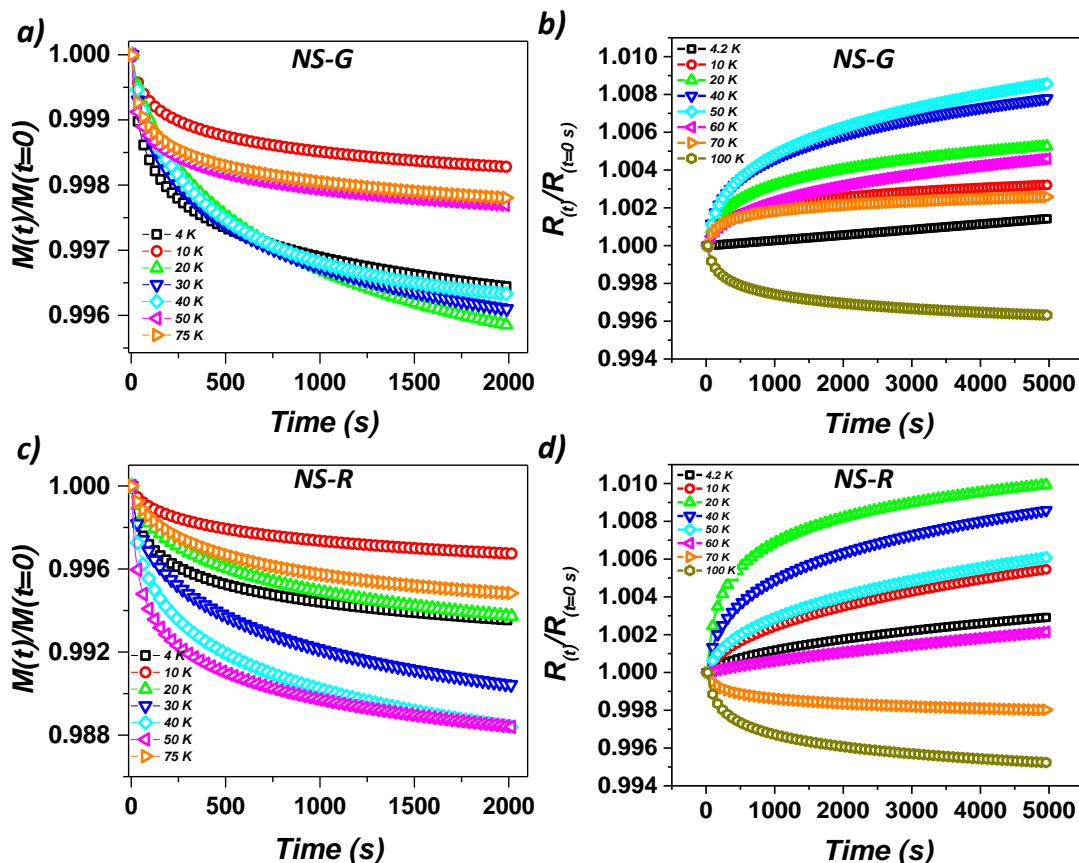 a)
NS-G
M(t)/M(t=0)
1.000
0.999
0.998
0.997
0.996
4 K
10 K
20 K
30 K
40 K
50 K
75 K
0 500 1000 1500 2000
Time (s)
b)
NS-G
R(t)/R(t=0 s)
1.010
1.008
1.006
1.004
1.002
1.000
0.998
0.996
0.994
4.2 K
10 K
20 K
40 K
50 K
60 K
70 K
100 K
0 1000 2000 3000 4000 5000
Time (s)
c)
NS-R
M(t)/M(t=0)
1.000
0.996
0.992
0.988
4 K
10 K
20 K
30 K
40 K
50 K
75 K
0 500 1000 1500 2000
Time (s)
d)
NS-R
R(t)/R(t=0 s)
1.010
1.008
1.006
1.004
1.002
1.000
0.998
0.996
0.994
4.2 K
10 K
20 K
40 K
50 K
60 K
70 K
100 K
0 1000 2000 3000 4000 5000
Time (s)